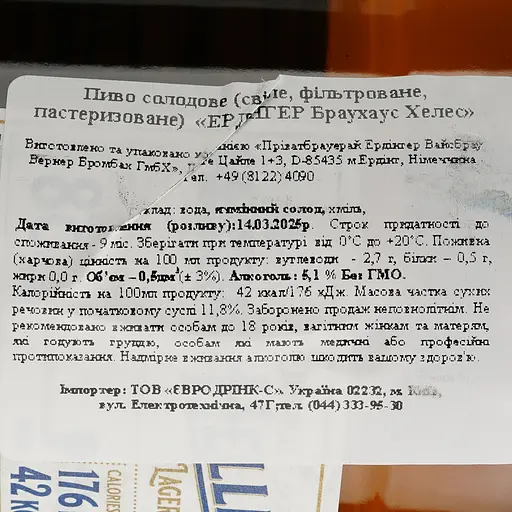 Пиво солодове (світле, фільтроване,
пастеризоване) «ЕРДІНГЕР Браухаус Хелес»
Виготовлено та упаковано «Пріватбрауерай Ердінгер Вайсбрау
Вернер Бромбах ГмбХ», Цайле 1+3, D-85435 м.Ердінг, Німеччина
Тел. +49 (8122) 4090
склад: вода, ячмінний солод, хміль,
Дата виготовлення (розливу):14.03.2025р. Строк придатності до
споживання - 9 міс. Зберігати при температурі від 0°С до +20°С. Поживна
(харчова) цінність на 100 мл продукту: вуглеводи - 2,7 г, білки – 0,5 г,
жири 0,0 г. Об'єм – 0,5дм³(± 3%). Алкоголь: 5,1 % Без ГМО.
Калорійність на 100мл продукту: 42 ккал/176 кДж. Масова частка сухих
речовин у початковому суслі 11,8%. Заборонено продаж неповнолітнім. Не
рекомендовано вживати особам до 18 років, вагітним жінкам та матерям,
які годують груддю, особам які мають медичні або професійні
протипоказання. Надмірне вживання алкоголю шкодить вашому здоров'ю.
Імпортер: ТОВ «ЄВРОДРІНК-С». Україна 02232, м. Київ,
вул. Електротехнічна, 47Г;тел. (044) 333-95-30
LAGER
CALORIES
176
42 k